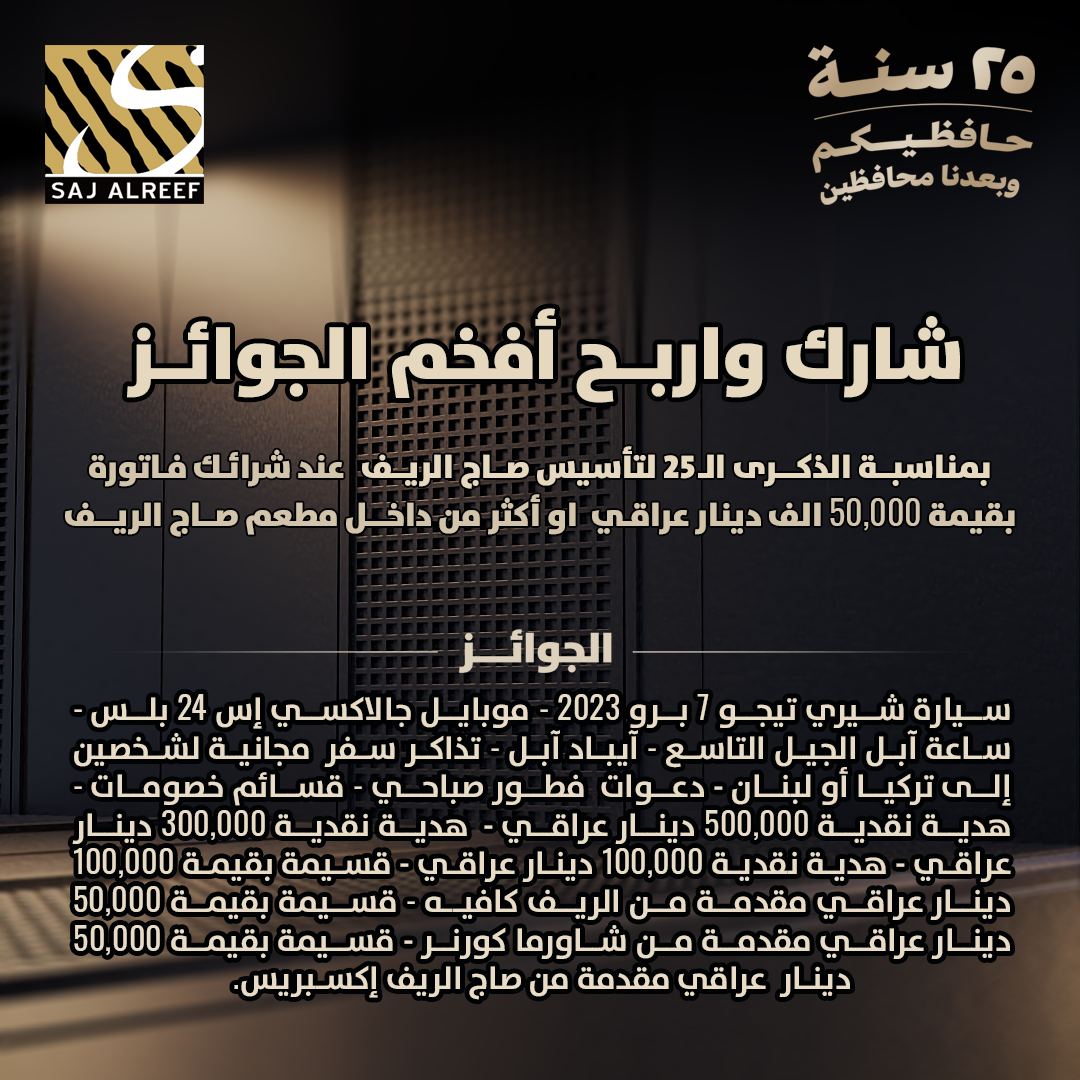 SAJ ALREEF
٢٥ سنة
حافظيكم
وبعدنا محافظين
شارك واربح أفخم الجوائز
بمناسبة الذكرى الـ25 لتأسيس صاج الريف عند شرائك فاتورة
بقيمة 50,000 الف دينار عراقي او أكثر من داخل مطعم صاج الريف
الجوائز
سيارة شيري تيجو 7 برو 2023 - موبايل جالاكسي إس 24 بلس -
ساعة آبل الجيل التاسع - آيباد آبل - تذاكر سفر مجانية لشخصين
إلى تركيا أو لبنان - دعوات فطور صباحي - قسائم خصومات -
هدية نقدية 500,000 دينار عراقي - هدية نقدية 300,000 دينار
عراقي - هدية نقدية 100,000 دينار عراقي - قسيمة بقيمة 100,000
دينار عراقي مقدمة من الريف كافيه - قسيمة بقيمة 50,000
دينار عراقي مقدمة من شاورما كورنر - قسيمة بقيمة 50,000
دينار عراقي مقدمة من صاج الريف إكسبريس.